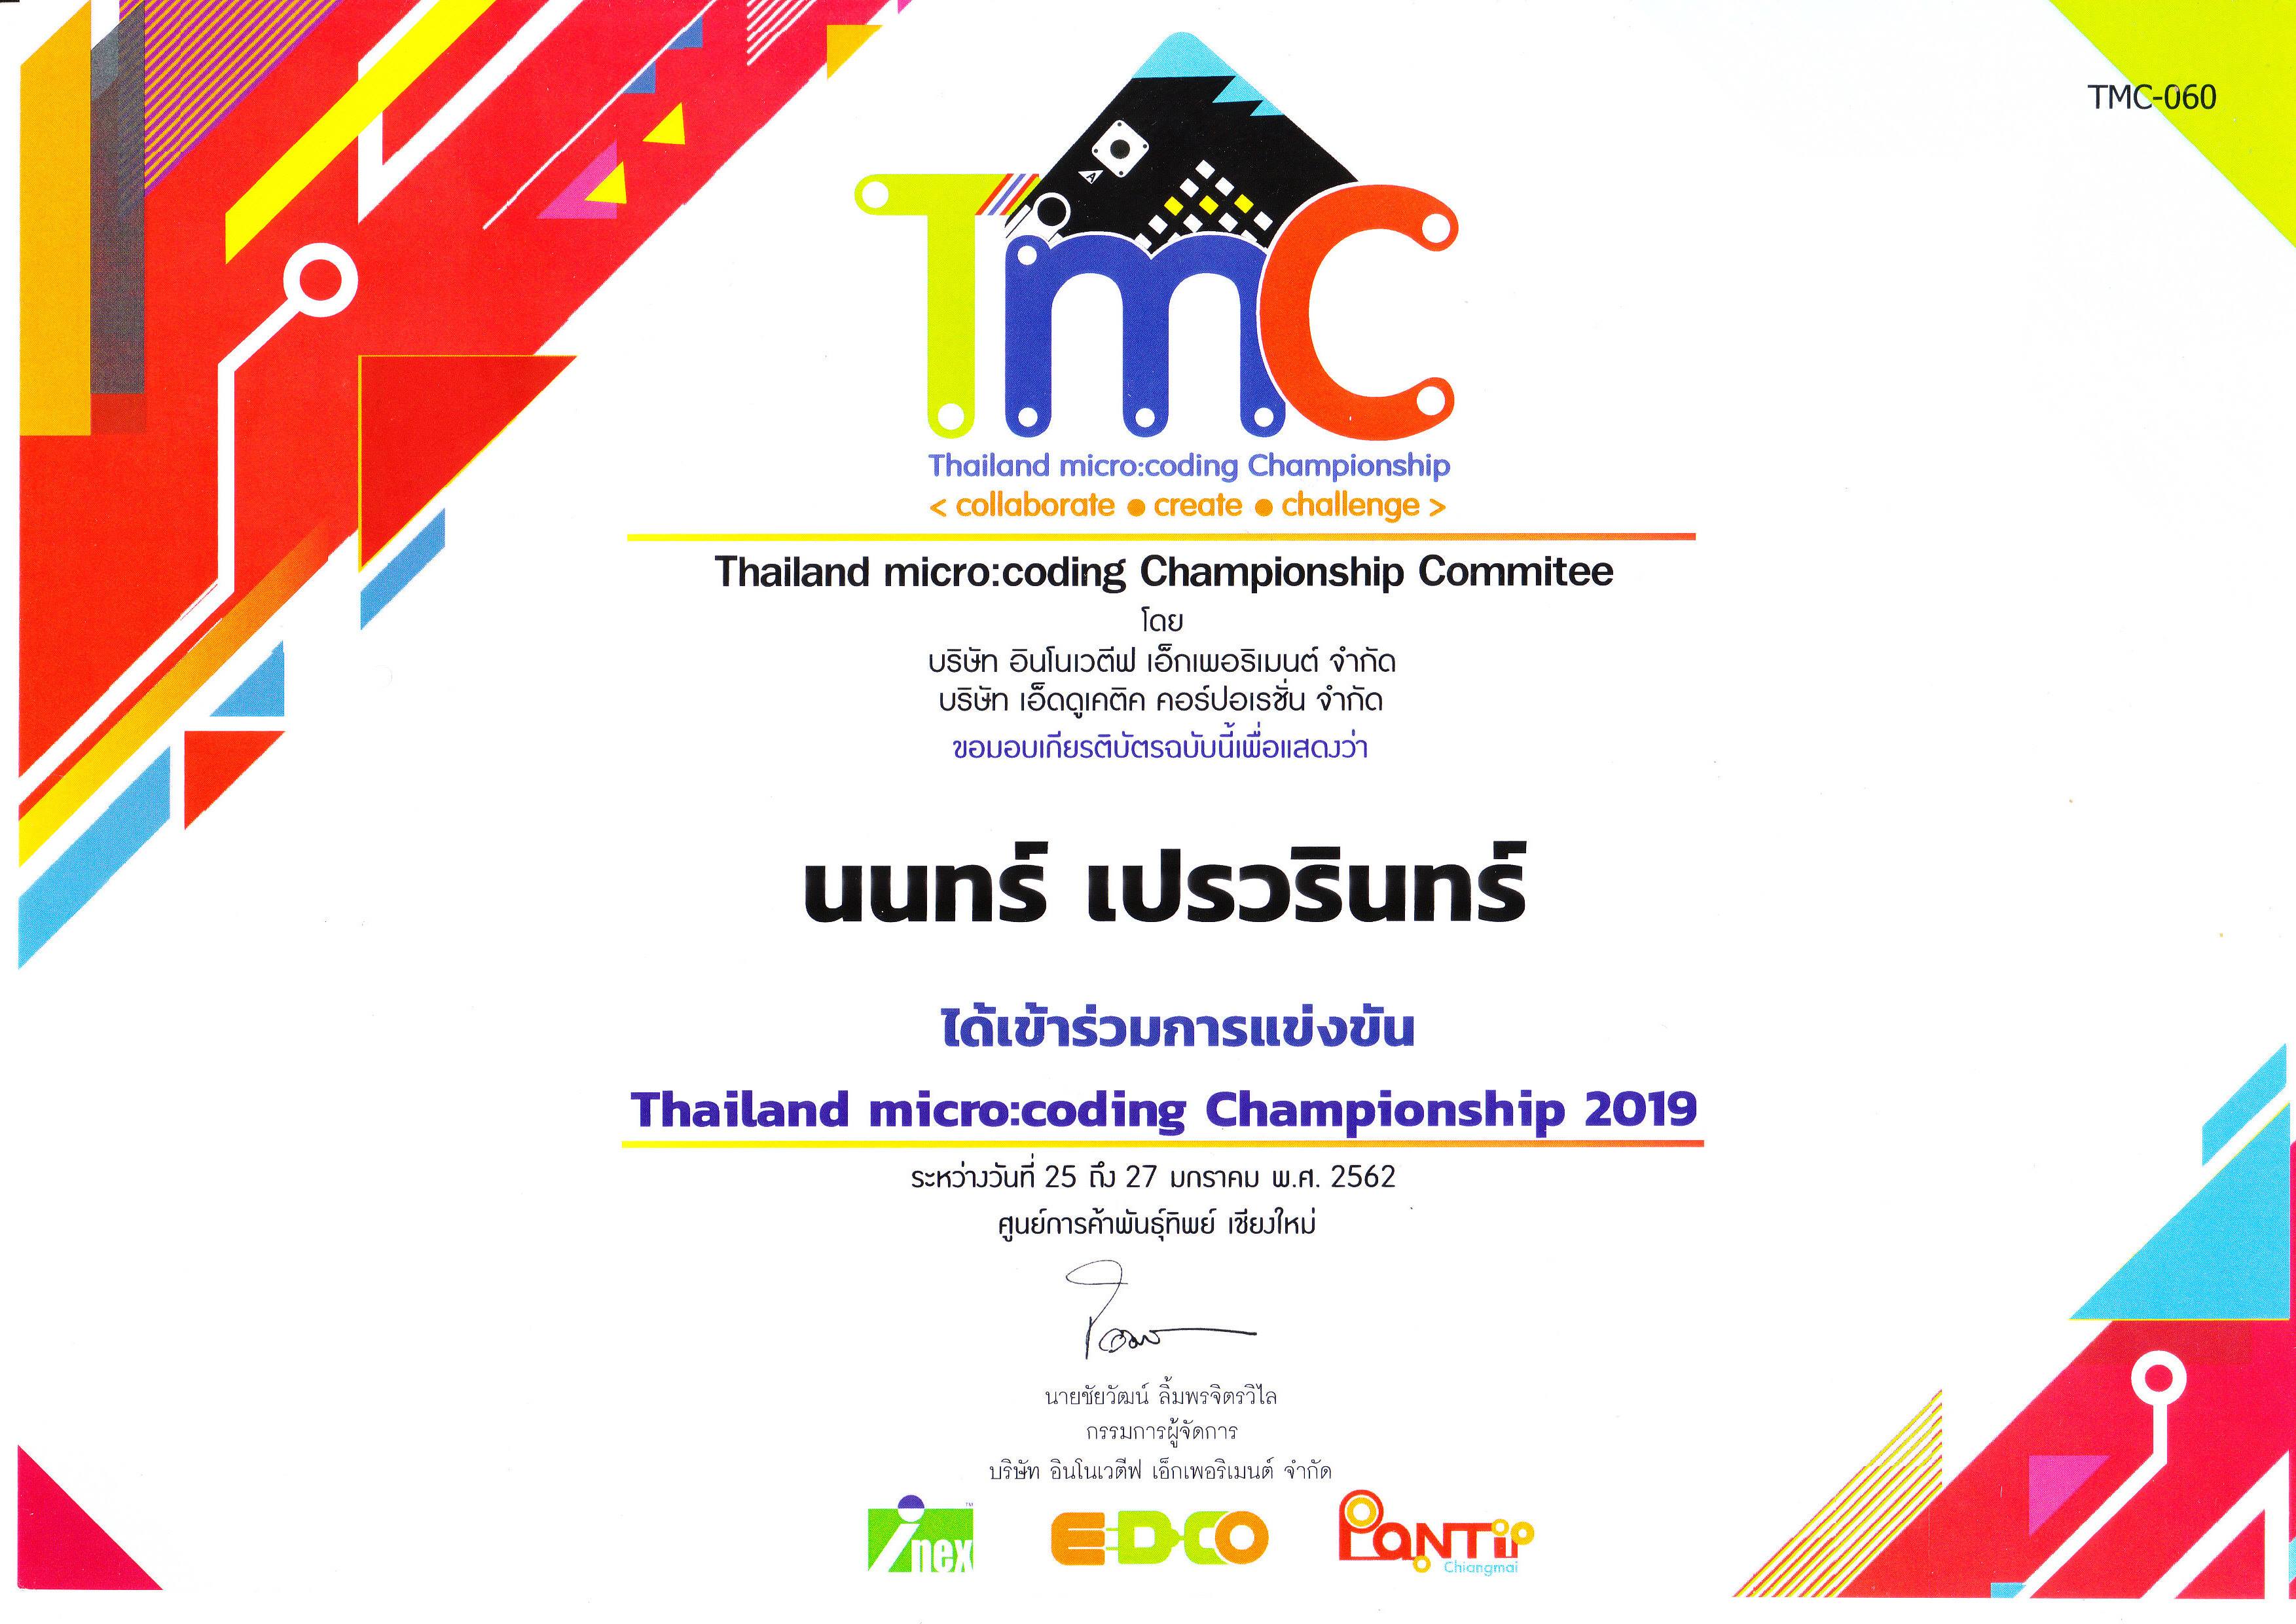 TMC-060
TMC
A
Thailand micro:coding Championship
< collaborate ● create ● challenge >
Thailand micro:coding Championship Commitee
โดย
บริษัท อินโนเวตีฟ เอ็กเพอริเมนต์ จำกัด
บริษัท เอ็ดดูเคติค คอร์ปอเรชั่น จำกัด
ขอมอบเกียรติบัตรฉบับนี้เพื่อแสดงว่า
นนทร์ เปรวรินทร์
ได้เข้าร่วมการแข่งขัน
Thailand micro:coding Championship 2019
ระหว่างวันที่ 25 ถึง 27 มกราคม พ.ศ. 2562
ศูนย์การค้าพันธุ์ทิพย์ เชียงใหม่
นายชัยวัฒน์ ลิ้มพรจิตรวิไล
กรรมการผู้จัดการ
บริษัท อินโนเวตีฟ เอ็กเพอริเมนต์ จำกัด
inex™ EDCO PANTIP
Chiangmai